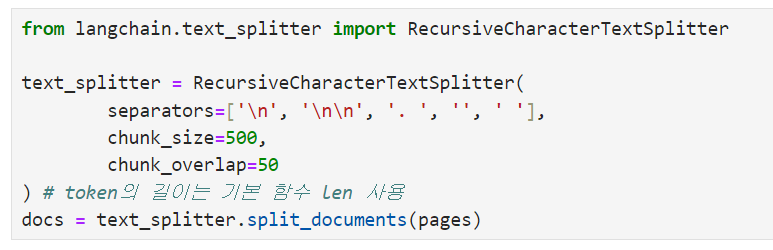 from langchain.text_splitter import RecursiveCharacterTextSplitter
text_splitter = RecursiveCharacterTextSplitter(
        separators=['\n', '\n\n', '. ', '', ' '],
        chunk_size=500,
        chunk_overlap=50
) # token의 길이는 기본 함수 len 사용
docs = text_splitter.split_documents(pages)